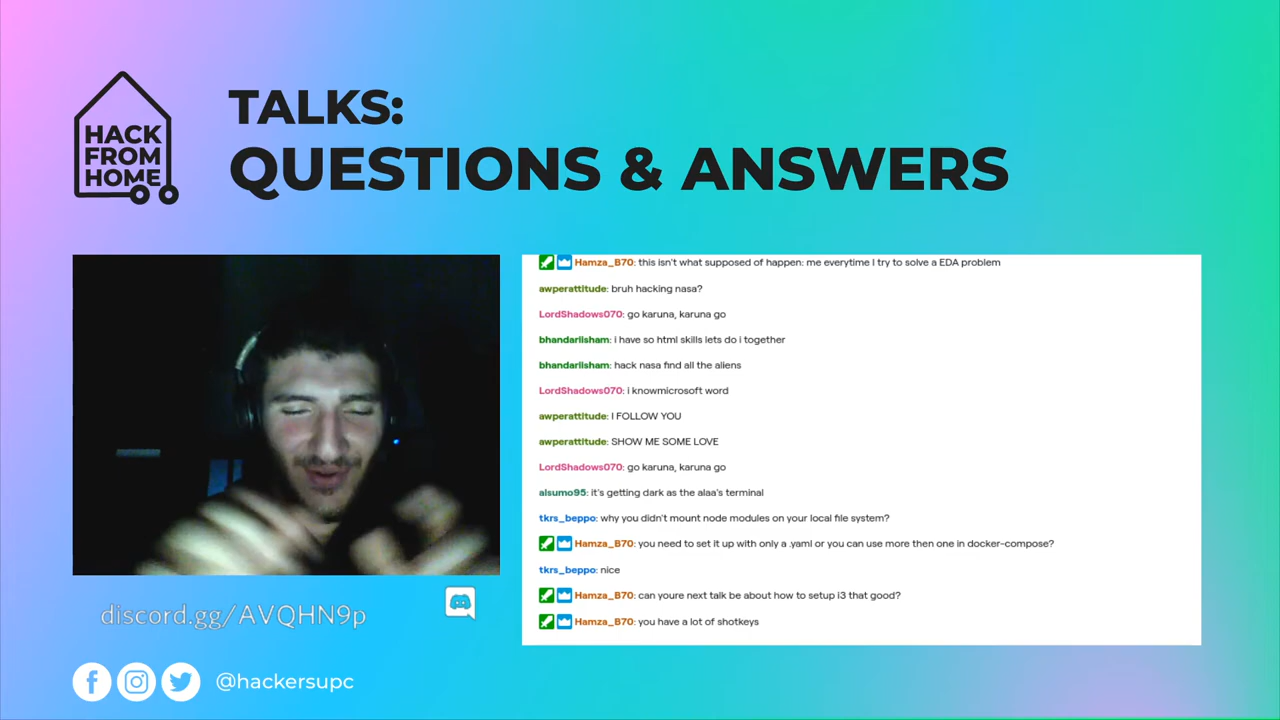 HACK
FROM
HOME
TALKS:
QUESTIONS & ANSWERS
Hamza_B70: this isn't what supposed of happen: me everytime I try to solve a EDA problem
awperattitude: bruh hacking nasa?
LordShadows070: go karuna, karuna go
bhandariisham: i have so html skills lets do i together
bhandariisham: hack nasa find all the aliens
LordShadows070: i knowmicrosoft word
awperattitude: I FOLLOW YOU
awperattitude: SHOW ME SOME LOVE
LordShadows070: go karuna, karuna go
alsumo95: it's getting dark as the alaa's terminal
tkrs_beppo: why you didn't mount node modules on your local file system?
Hamza_B70: you need to set it up with only a .yaml or you can use more then one in docker-compose?
tkrs_beppo: nice
Hamza_B70: can youre next talk be about how to setup i3 that good?
Hamza_B70: you have a lot of shotkeys
discord.gg/AVQHN9p
@hackersupc